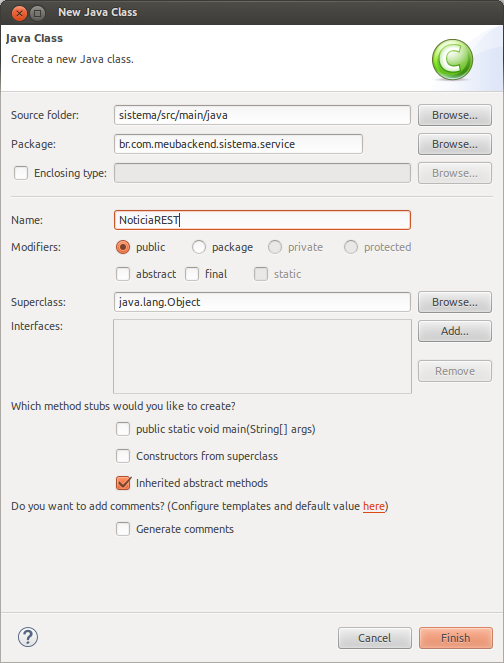 New Java Class
Java Class
Create a new Java class.
Source folder: sistema/src/main/java Browse...
Package: br.com.meubackend.sistema.service Browse...
Enclosing type: Browse...
Name: NoticiaREST
Modifiers: public package private protected
abstract final static
Superclass: java.lang.Object Browse...
Interfaces: Add...
Remove
Which method stubs would you like to create?
public static void main(String[] args)
Constructors from superclass
Inherited abstract methods
Do you want to add comments? (Configure templates and default value here)
Generate comments
? Cancel Finish